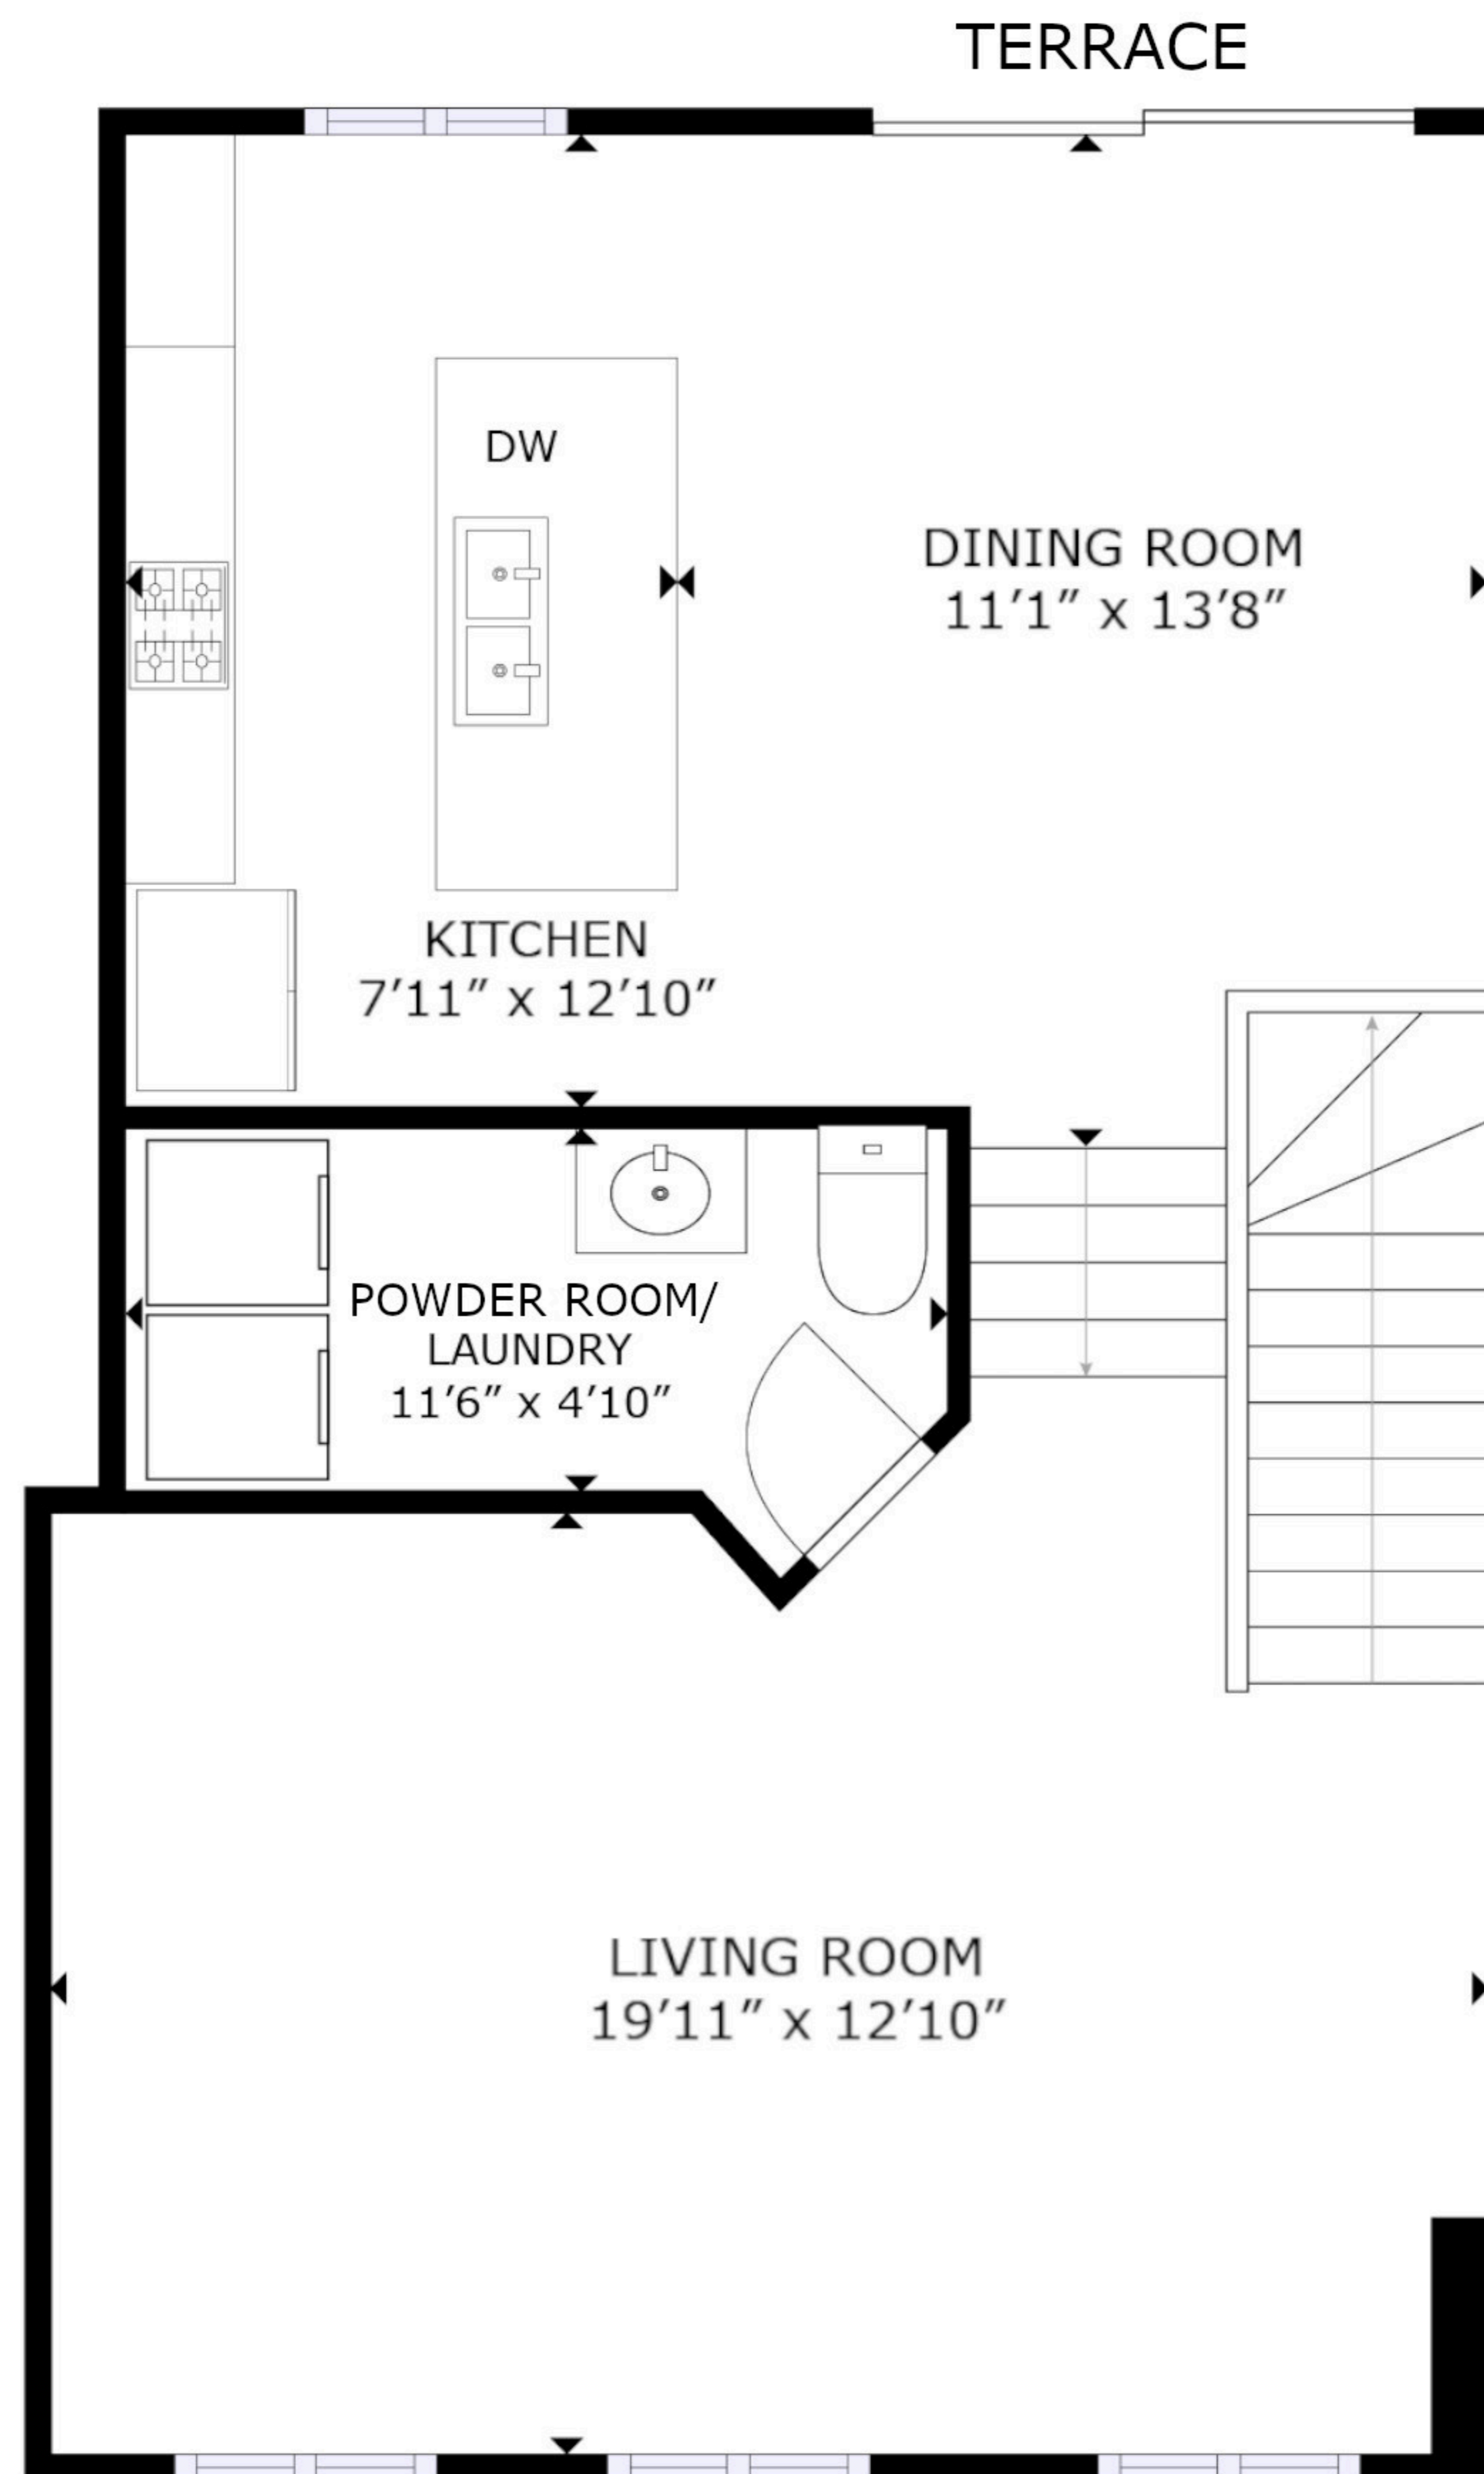 TERRACE
DW
DINING ROOM
11’1” x 13’8”
KITCHEN
7’11” x 12’10”
POWDER ROOM/
LAUNDRY
11’6” x 4’10”
LIVING ROOM
19’11” x 12’10”